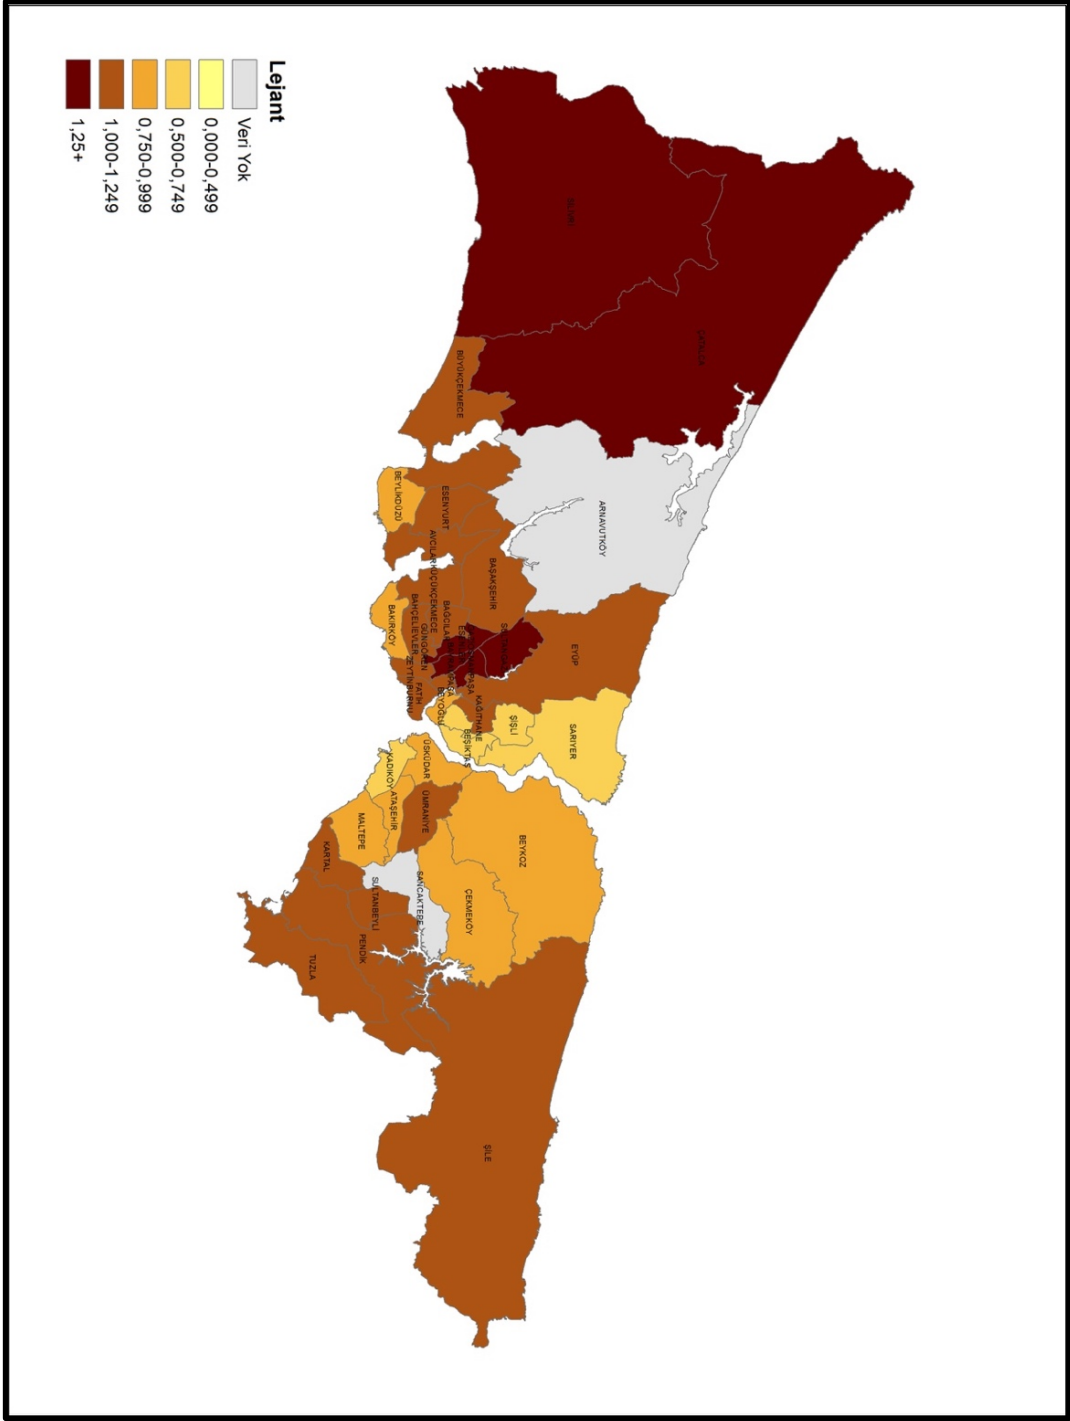 Lejant
Veri Yok
0,000-0,499
0,500-0,749
0,750-0,999
1,000-1,249
1,25+
SİLİVRİ
ÇATALCA
BÜYÜKÇEKMECE
ARNAVUTKÖY
BEYLİKDÜZÜ
ESENYURT
AVCILAR
KÜÇÜKÇEKMECE
BAŞAKŞEHİR
BAKIRKÖY
BAHÇELİEVLER
BAĞCILAR
GÜNGÖREN
ZEYTİNBURNU
FATİH
EYÜP
BEYOĞLU
KAĞITHANE
ŞİŞLİ
BEŞİKTAŞ
SARIYER
ÜSKÜDAR
KADIKÖY
ATAŞEHİR
ÜMRANİYE
MALTEPE
KARTAL
BEYKOZ
ÇEKMEKÖY
SANCAKTEPE
SULTANBEYLİ
PENDİK
TUZLA
ŞİLE